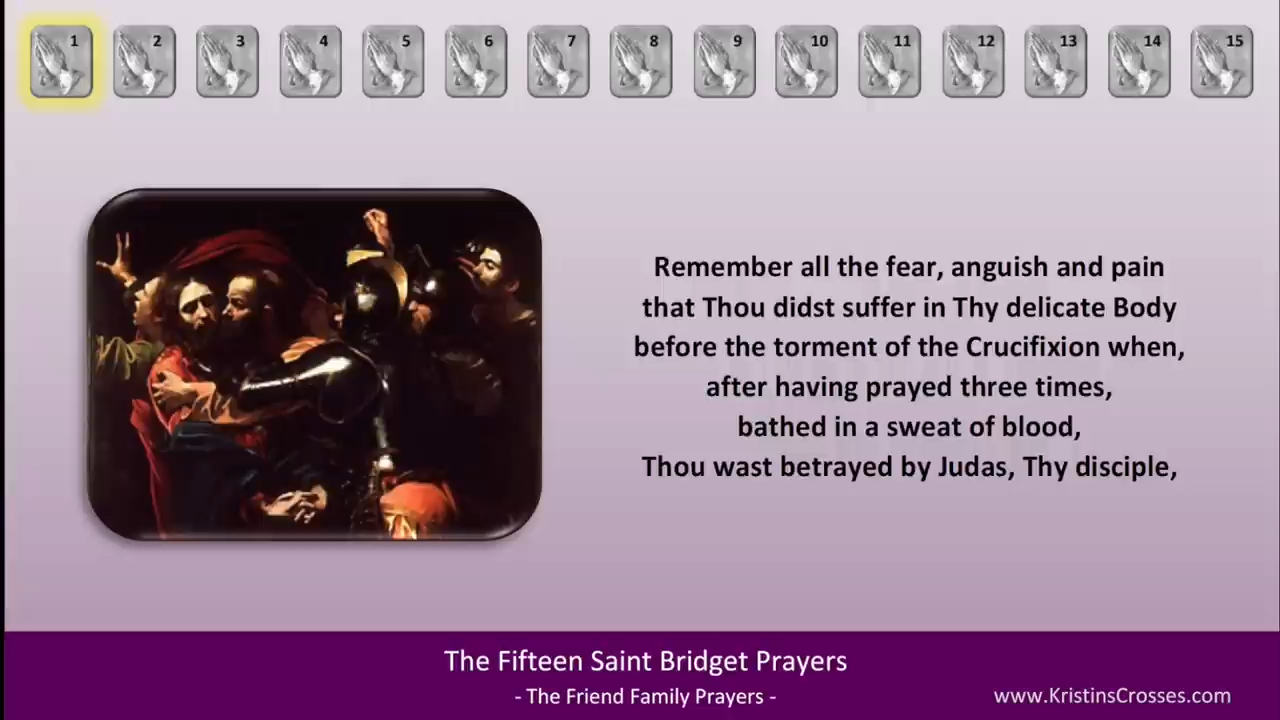 1 2 3 4 5 6 7 8 9 10 11 12 13 14 15
Remember all the fear, anguish and pain
that Thou didst suffer in Thy delicate Body
before the torment of the Crucifixion when,
after having prayed three times,
bathed in a sweat of blood,
Thou wast betrayed by Judas, Thy disciple,
The Fifteen Saint Bridget Prayers
- The Friend Family Prayers -
www.KristinsCrosses.com